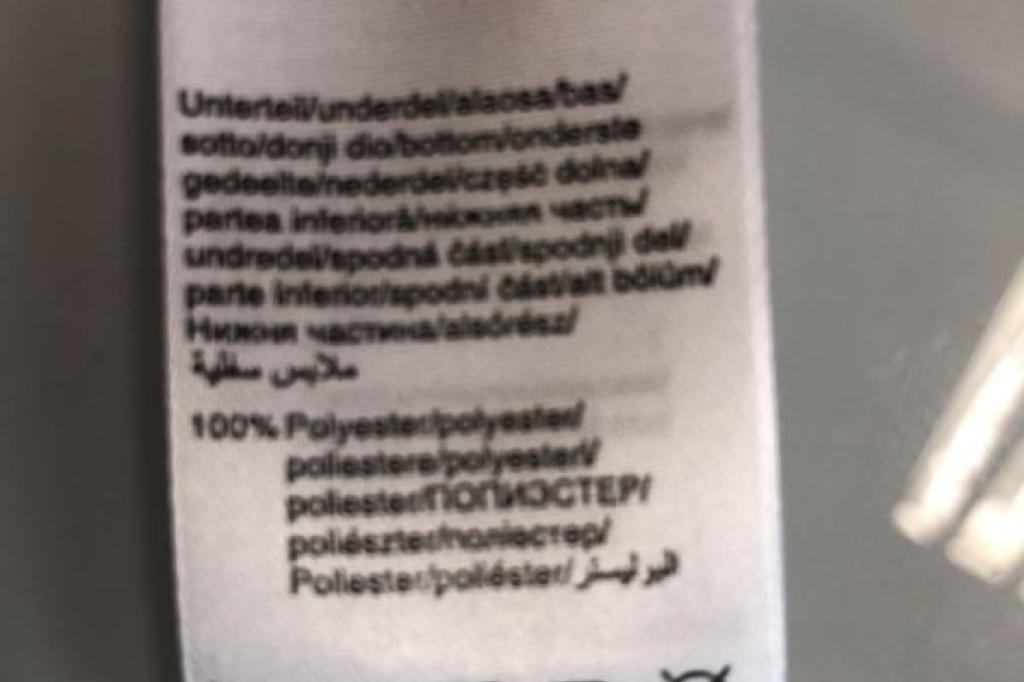 Unterteil/underdel/alaosa/bas/
sotto/donji dio/bottom/onderste
gedeelte/nederdel/część dolna/
partea inferioră/нижняя часть/
undredel/spodná časť/spodnji del/
parte inferior/spodní část/alt bölüm/
Нижня частина/alsórész/
ملابس سفلية
100% Polyester/polyester/
poliestere/polyesteri/
poliester/ПОЛИЭСТЕР/
poliészter/поліестер/
Poliester/poliéster/